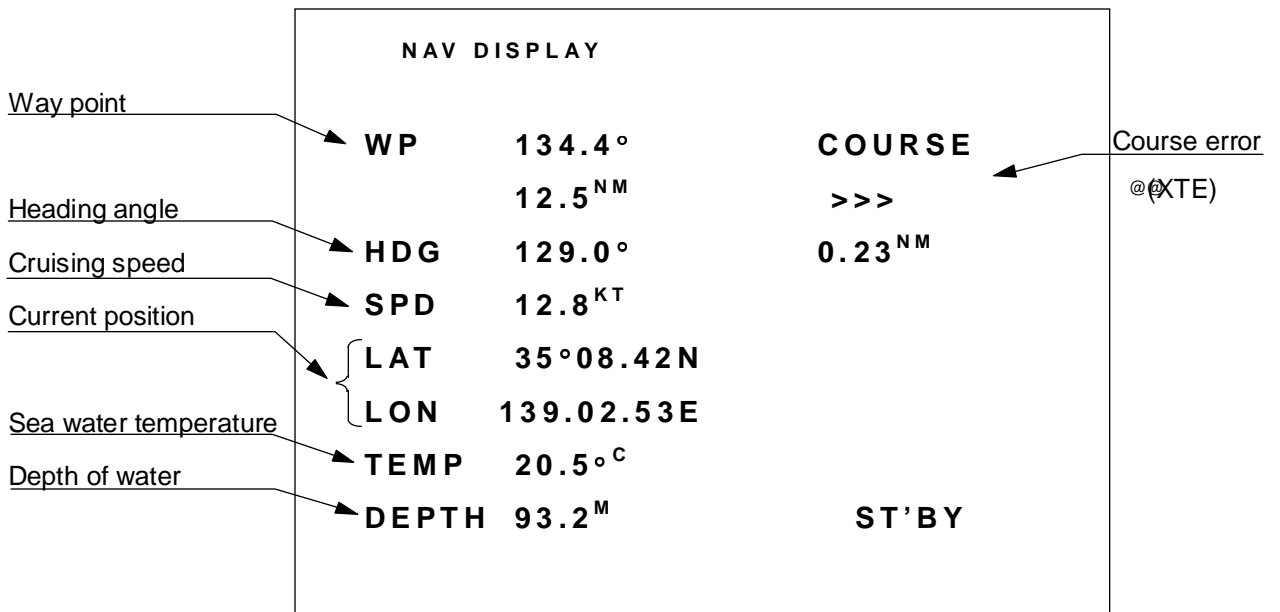 NAV DISPLAY
Way point
WP 134.4° COURSE
Course error
12.5NM >>>
@@(XTE)
Heading angle
HDG 129.0° 0.23NM
Cruising speed
SPD 12.8KT
Current position
LAT 35°08.42N
LON 139.02.53E
Sea water temperature
TEMP 20.5°C
Depth of water
DEPTH 93.2M ST’BY